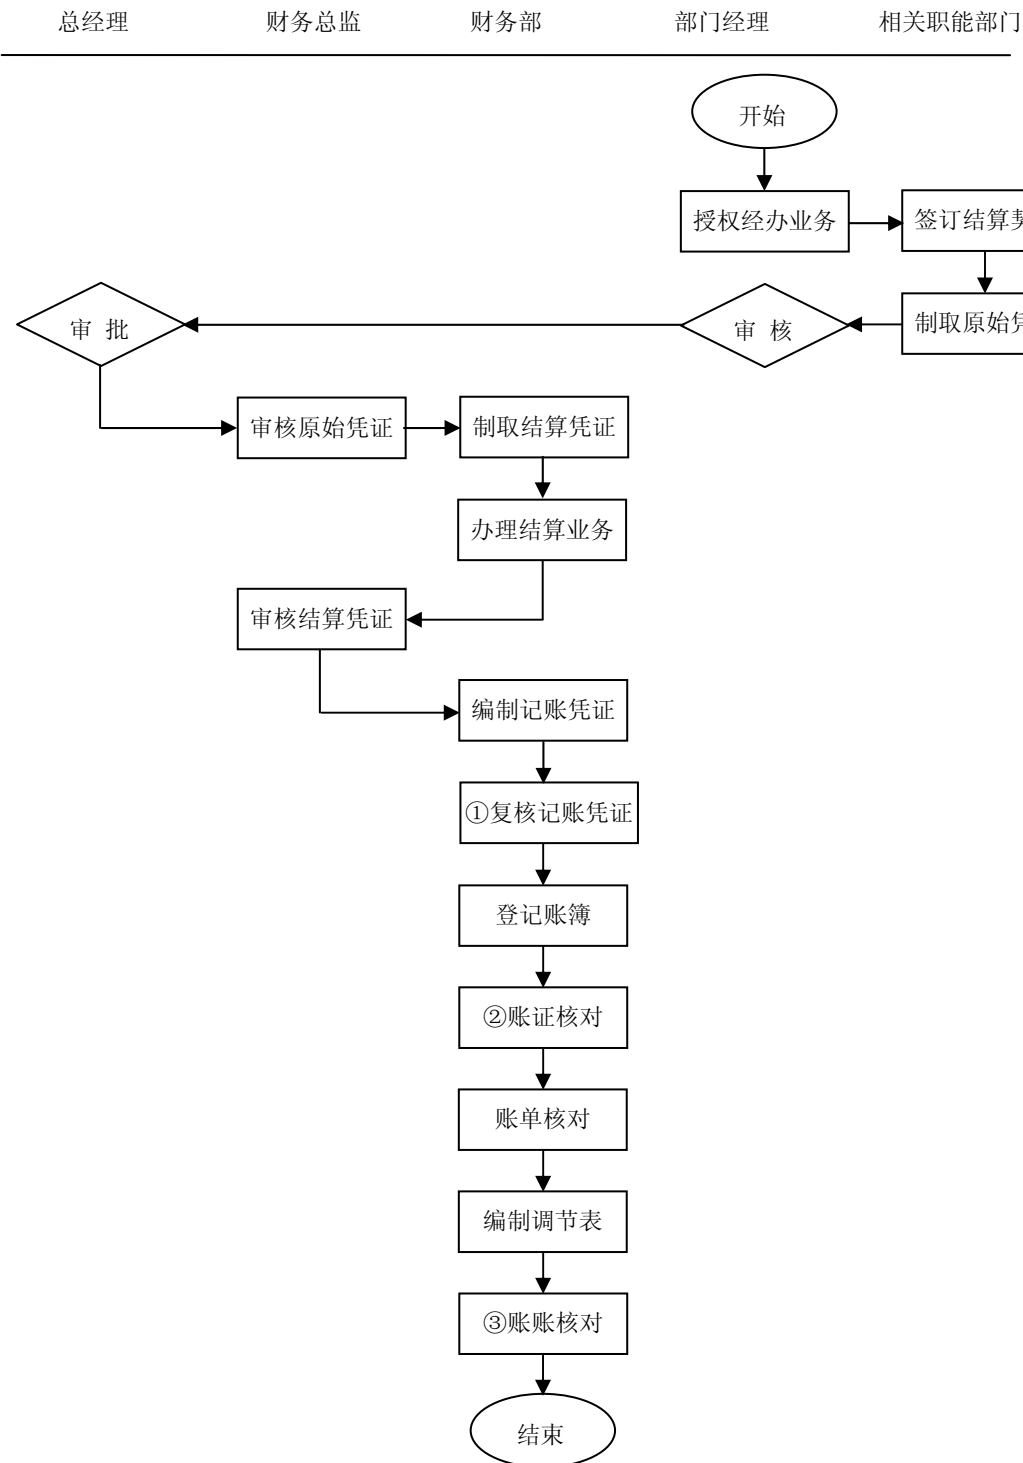 总经理 财务总监 财务部 部门经理 相关职能部门
开始
授权经办业务 签订结算
审 批 审 核 制取原始
审核原始凭证 制取结算凭证
办理结算业务
审核结算凭证
编制记账凭证
①复核记账凭证
登记账簿
②账证核对
账单核对
编制调节表
③账账核对
结束